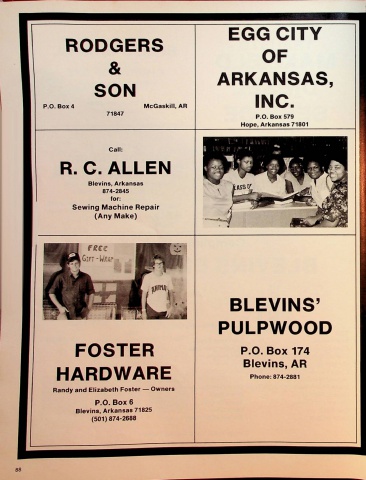 RODGERS
&
SON
P.O. Box 4 McGaskill, AR
71847
EGG CITY
OF
ARKANSAS,
INC.
P.O. Box 579
Hope, Arkansas 71801
Call:
R. C. ALLEN
Blevins, Arkansas
874-2845
for:
Sewing Machine Repair
(Any Make)
FREE
GIFT-WRAP
FOSTER
HARDWARE
Randy and Elizabeth Foster — Owners
P.O. Box 6
Blevins, Arkansas 71825
(501) 874-2688
BLEVINS'
PULPWOOD
P.O. Box 174
Blevins, AR
Phone: 874-2881
88